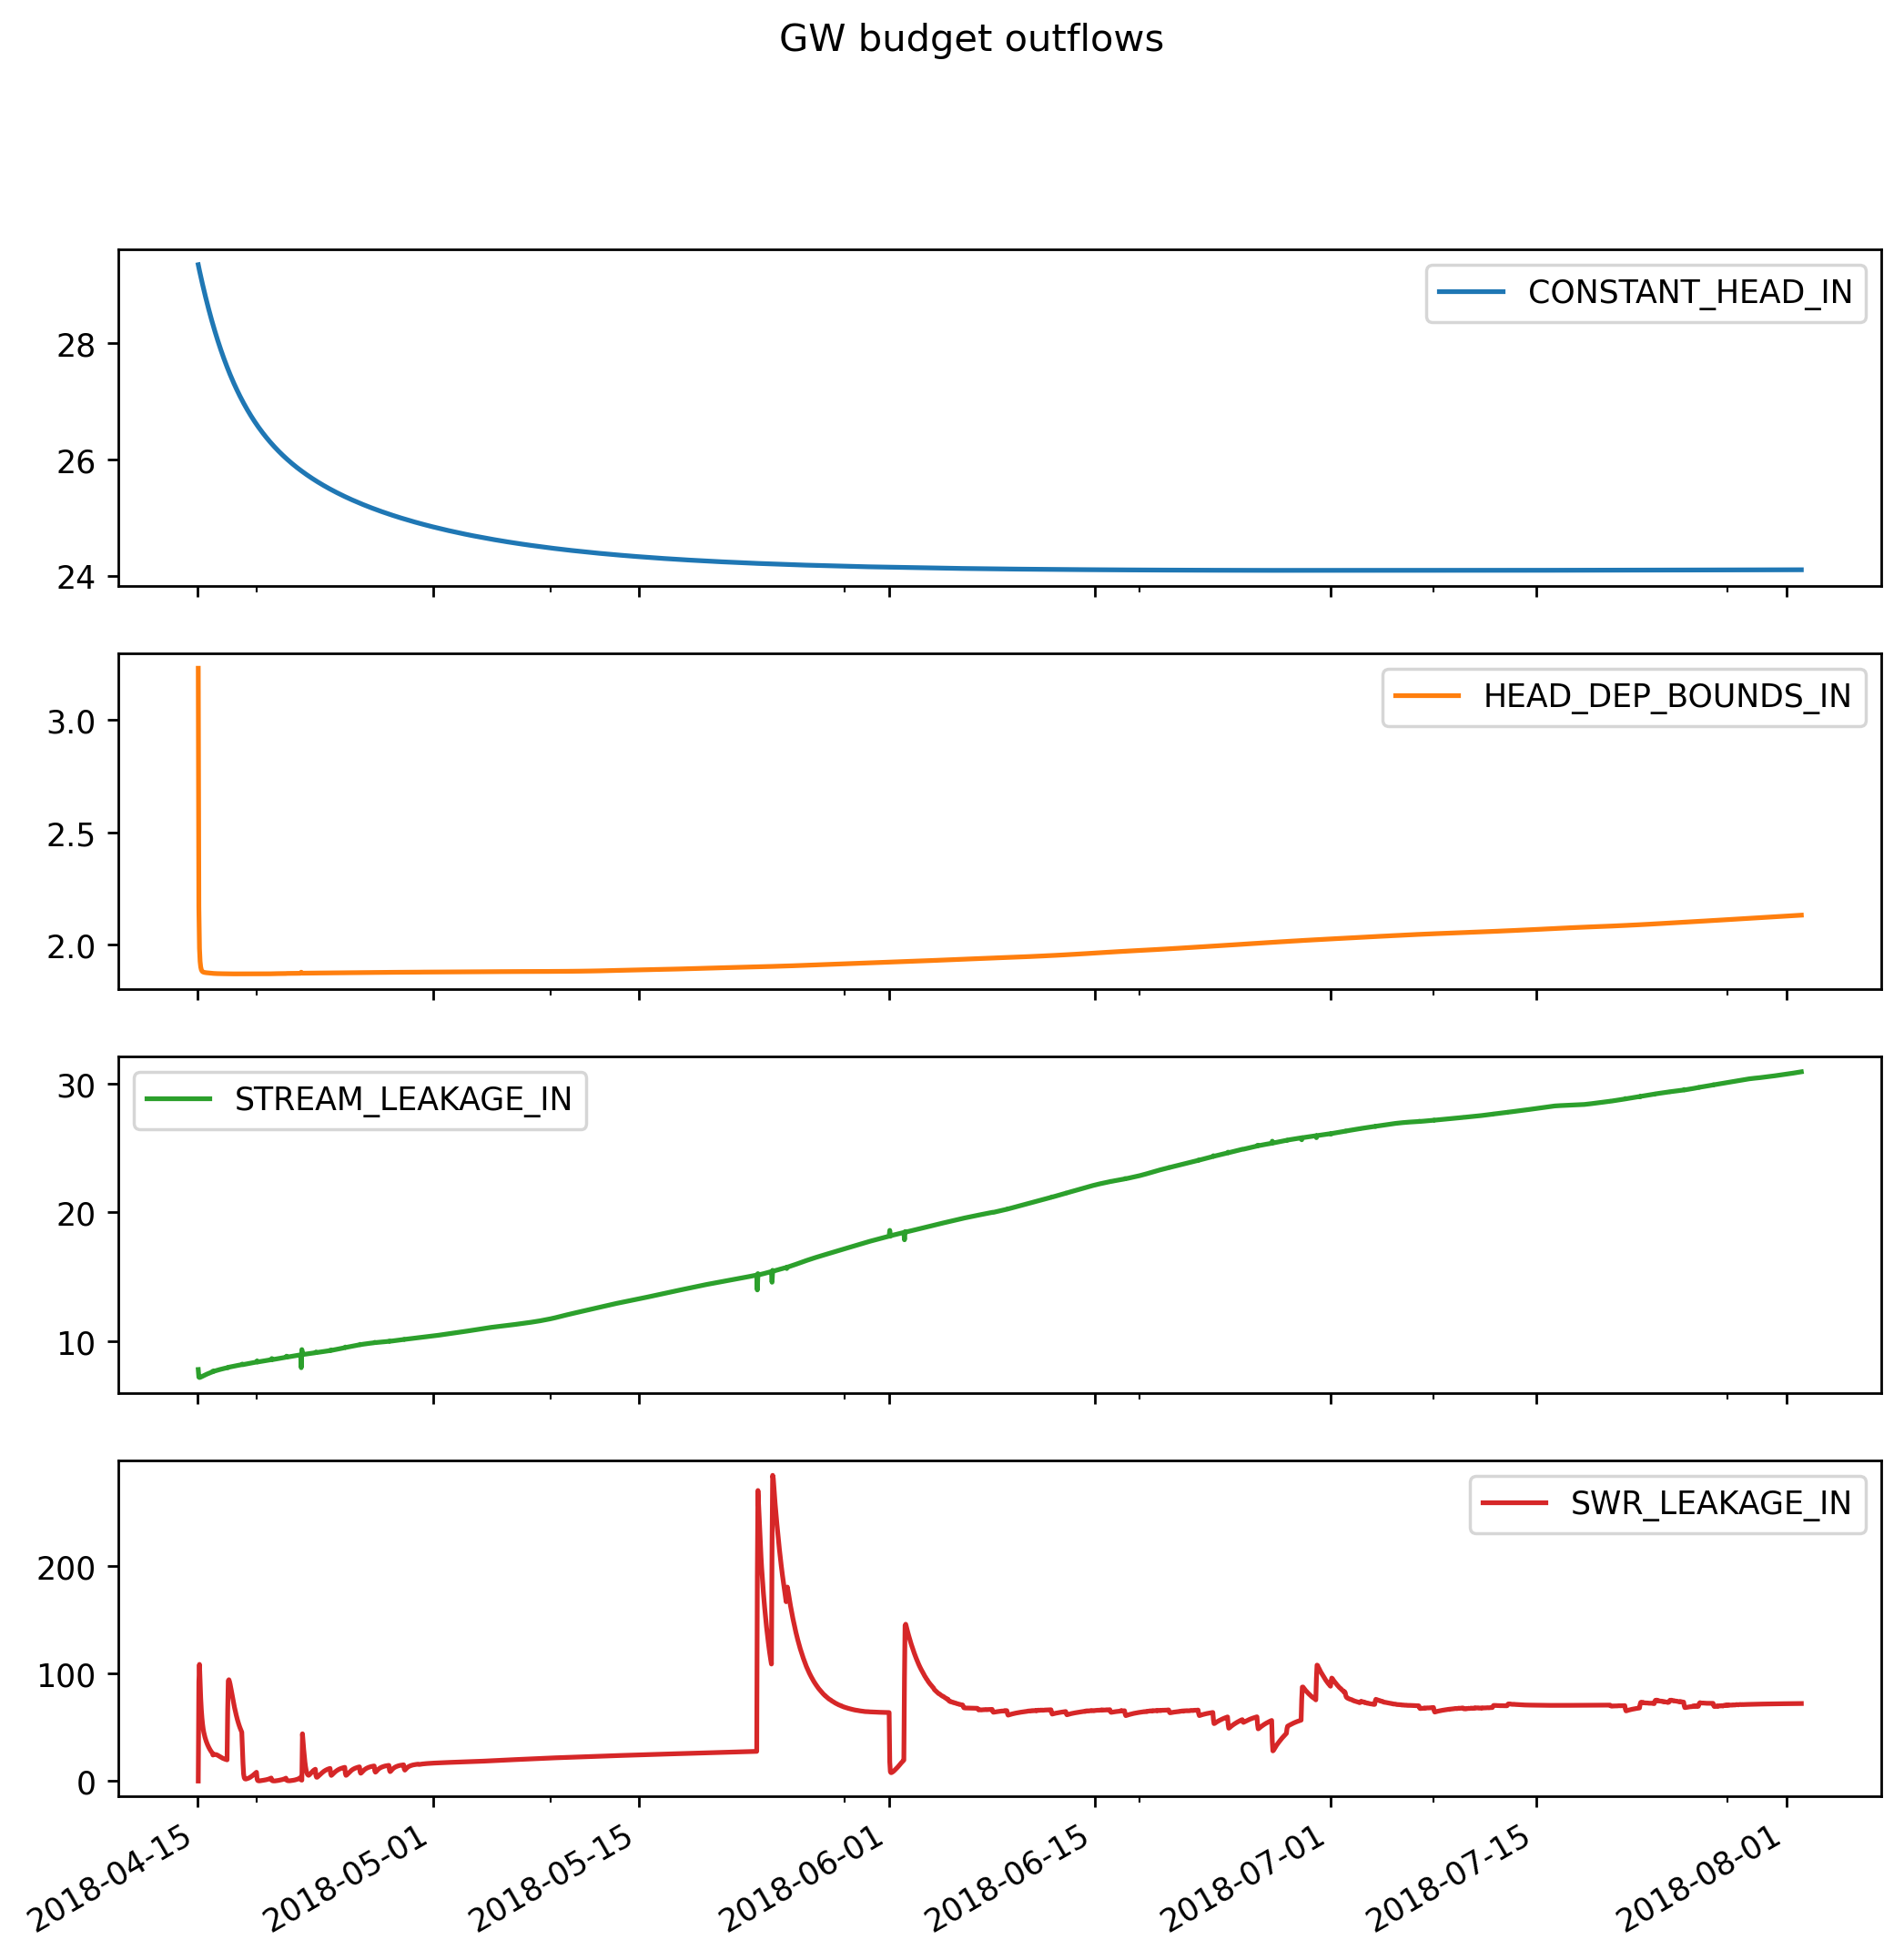 GW budget outflows
CONSTANT_HEAD_IN
28
26
24
HEAD_DEP_BOUNDS_IN
3.0
2.5
2.0
STREAM_LEAKAGE_IN
30
20
10
SWR_LEAKAGE_IN
200
100
0
2018-04-15 2018-05-01 2018-05-15 2018-06-01 2018-06-15 2018-07-01 2018-07-15 2018-08-01